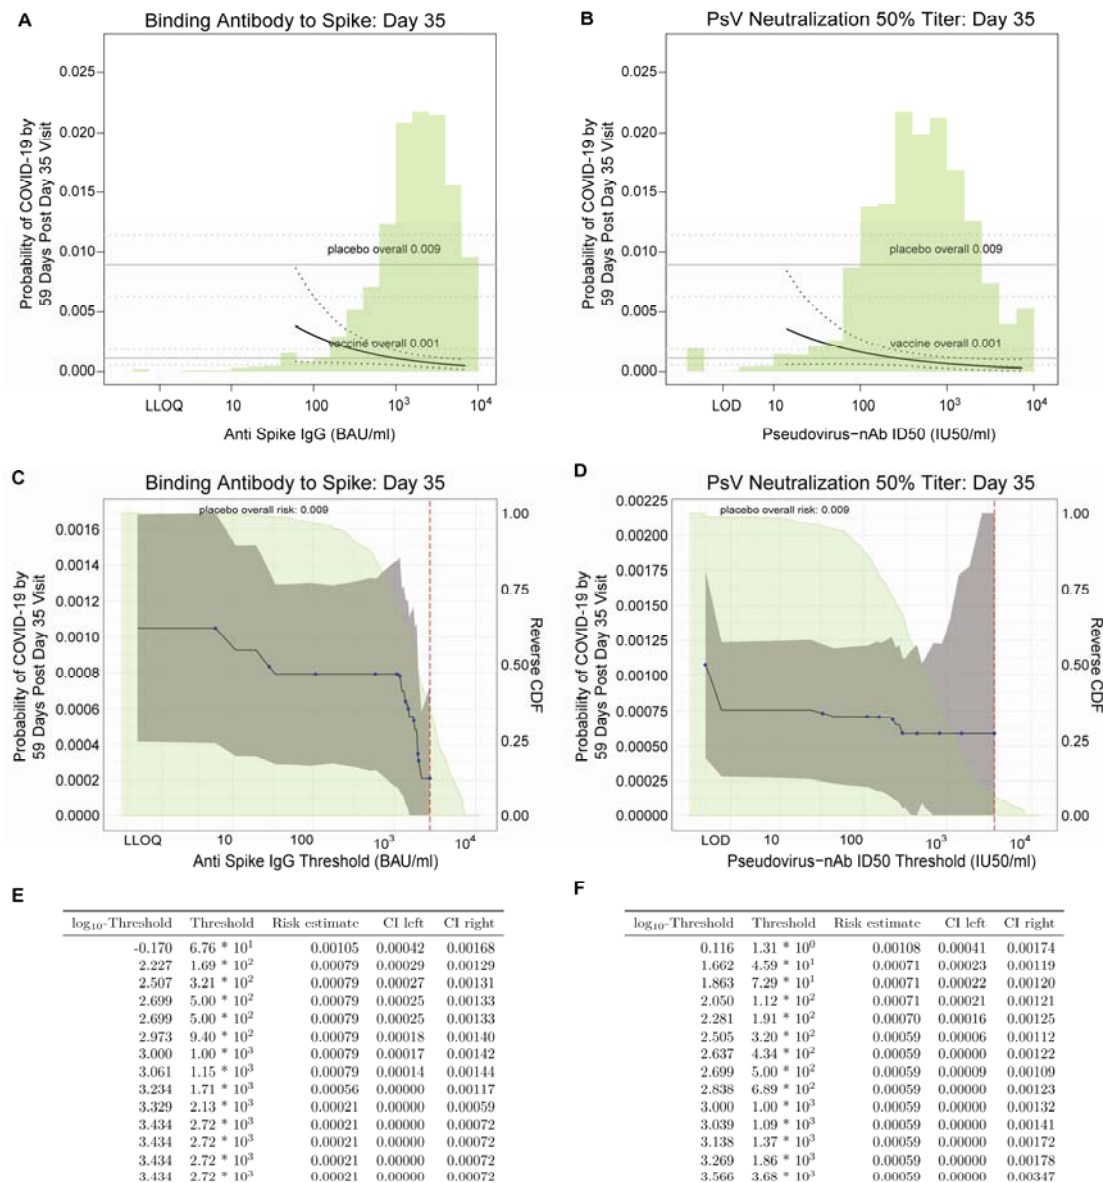 A
Binding Antibody to Spike: Day 35
Probability of COVID-19 by
59 Days Post Day 35 Visit
0.025
0.020
0.015
0.010
0.005
0.000
placebo overall 0.009
vaccine overall 0.001
LLOQ 10 100 10³ 10⁴
Anti Spike IgG (BAU/ml)
B
PsV Neutralization 50% Titer: Day 35
Probability of COVID-19 by
59 Days Post Day 35 Visit
0.025
0.020
0.015
0.010
0.005
0.000
placebo overall 0.009
vaccine overall 0.001
LOD 10 100 10³ 10⁴
Pseudovirus-nAb ID50 (IU50/ml)
C
Binding Antibody to Spike: Day 35
placebo overall risk: 0.009
Probability of COVID-19 by
59 Days Post Day 35 Visit
0.0016
0.0014
0.0012
0.0010
0.0008
0.0006
0.0004
0.0002
0.0000
1.00
0.75
0.50
0.25
0.00
Reverse CDF
LLOQ 10 100 10³ 10⁴
Anti Spike IgG Threshold (BAU/ml)
D
PsV Neutralization 50% Titer: Day 35
placebo overall risk: 0.009
Probability of COVID-19 by
59 Days Post Day 35 Visit
0.00225
0.00200
0.00175
0.00150
0.00125
0.00100
0.00075
0.00050
0.00025
0.00000
1.00
0.75
0.50
0.25
0.00
Reverse CDF
LOD 10 100 10³ 10⁴
Pseudovirus-nAb ID50 Threshold (IU50/ml)
E
log₁₀-Threshold Threshold Risk estimate CI left CI right
-0.170 6.76 * 10¹ 0.00105 0.00042 0.00168
2.227 1.69 * 10² 0.00079 0.00029 0.00129
2.507 3.21 * 10² 0.00079 0.00027 0.00131
2.699 5.00 * 10² 0.00079 0.00025 0.00133
2.699 5.00 * 10² 0.00079 0.00025 0.00133
2.973 9.40 * 10² 0.00079 0.00018 0.00140
3.000 1.00 * 10³ 0.00079 0.00017 0.00142
3.061 1.15 * 10³ 0.00079 0.00014 0.00144
3.234 1.71 * 10³ 0.00056 0.00000 0.00117
3.329 2.13 * 10³ 0.00021 0.00000 0.00059
3.434 2.72 * 10³ 0.00021 0.00000 0.00072
3.434 2.72 * 10³ 0.00021 0.00000 0.00072
3.434 2.72 * 10³ 0.00021 0.00000 0.00072
3.434 2.72 * 10³ 0.00021 0.00000 0.00072
F
log₁₀-Threshold Threshold Risk estimate CI left CI right
0.116 1.31 * 10⁰ 0.00108 0.00041 0.00174
1.662 4.59 * 10¹ 0.00071 0.00023 0.00119
1.863 7.29 * 10¹ 0.00071 0.00022 0.00120
2.050 1.12 * 10² 0.00071 0.00021 0.00121
2.281 1.91 * 10² 0.00070 0.00016 0.00125
2.505 3.20 * 10² 0.00059 0.00006 0.00112
2.637 4.34 * 10² 0.00059 0.00000 0.00122
2.699 5.00 * 10² 0.00059 0.00009 0.00109
2.838 6.89 * 10² 0.00059 0.00000 0.00123
3.000 1.00 * 10³ 0.00059 0.00000 0.00132
3.039 1.09 * 10³ 0.00059 0.00000 0.00141
3.138 1.37 * 10³ 0.00059 0.00000 0.00172
3.269 1.86 * 10³ 0.00059 0.00000 0.00178
3.566 3.68 * 10³ 0.00059 0.00000 0.00347